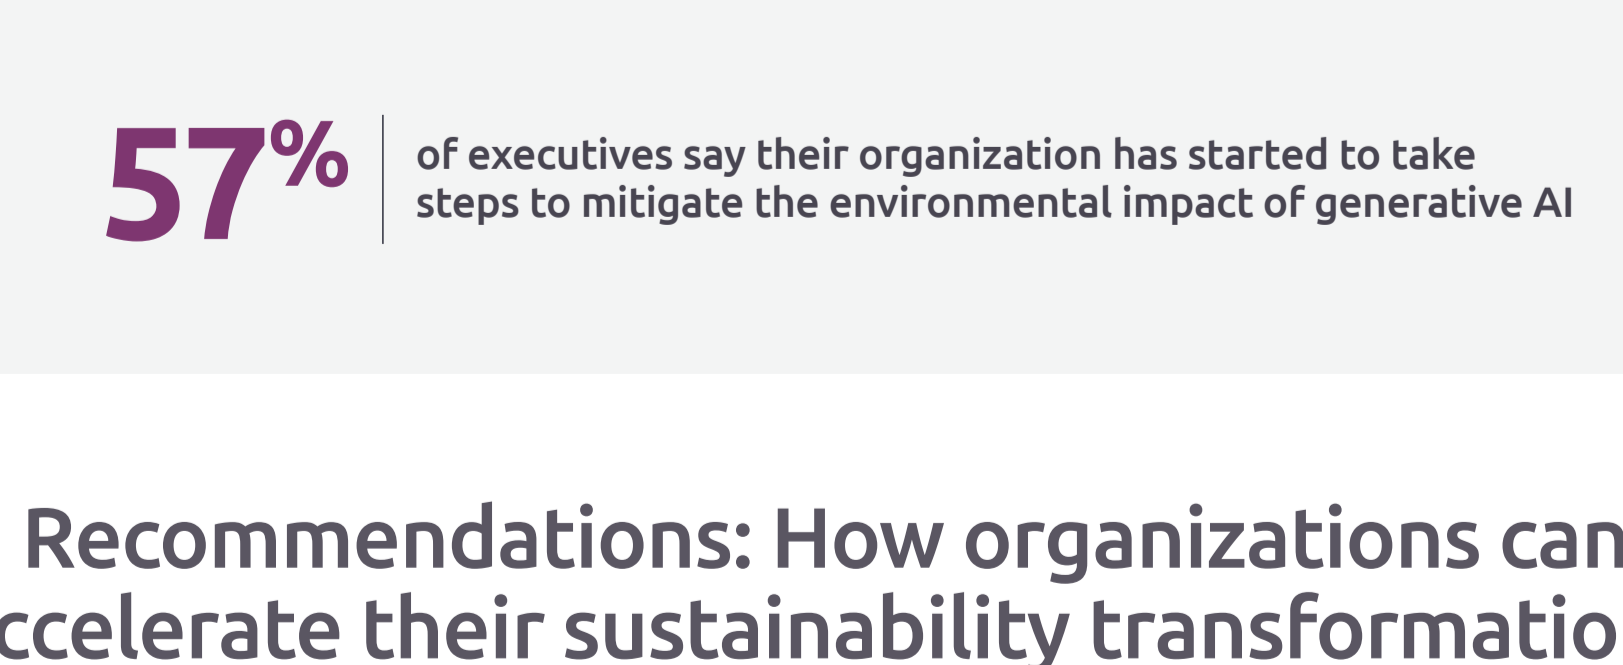 57%
of executives say their organization has started to take
steps to mitigate the environmental impact of generative AI
Recommendations: How organizations can
ccelerate their sustainability transformatio